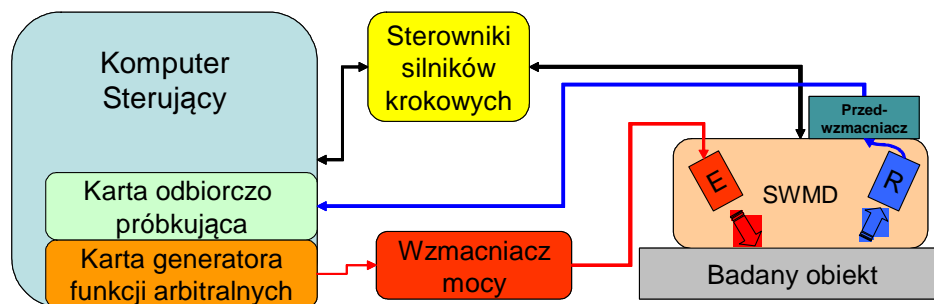 Komputer
Sterujący
Sterowniki
silników
krokowych
Przed-
wzmacniacz
Karta odbiorczo
próbkująca
E
SWMD
R
Karta generatora
funkcji arbitralnych
Wzmacniacz
mocy
Badany obiekt